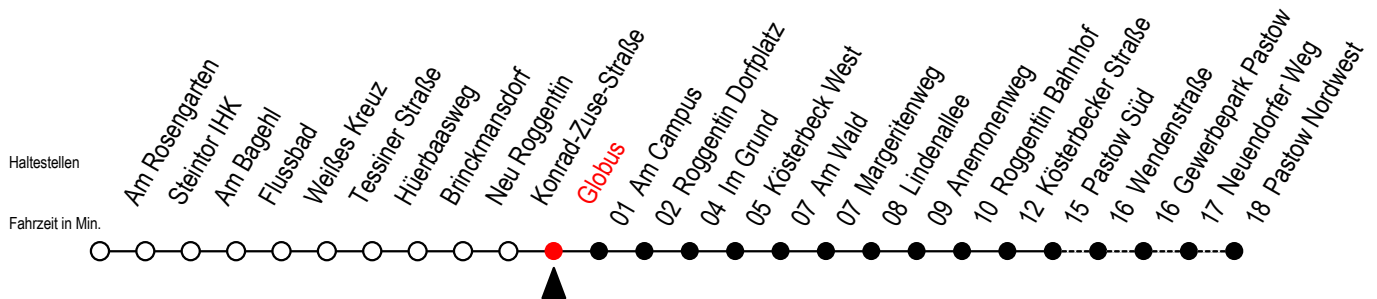 Haltestellen
Fahrzeit in Min.
Am Rosengarten
Steintor IHK
Am Bagehl
Flussbad
Weißes Kreuz
Tessiner Straße
Hüerbaasweg
Brinckmansdorf
Neu Roggentin
Konrad-Zuse-Straße
Globus
01 Am Campus
02 Roggentin Dorfplatz
04 Im Grund
05 Kösterbeck West
07 Am Wald
07 Margeritenweg
08 Lindenallee
09 Anemonenweg
10 Roggentin Bahnhof
12 Kösterbecker Straße
15 Pastow Süd
16 Wendenstraße
16 Gewerbepark Pastow
17 Neuendorfer Weg
18 Pastow Nordwest